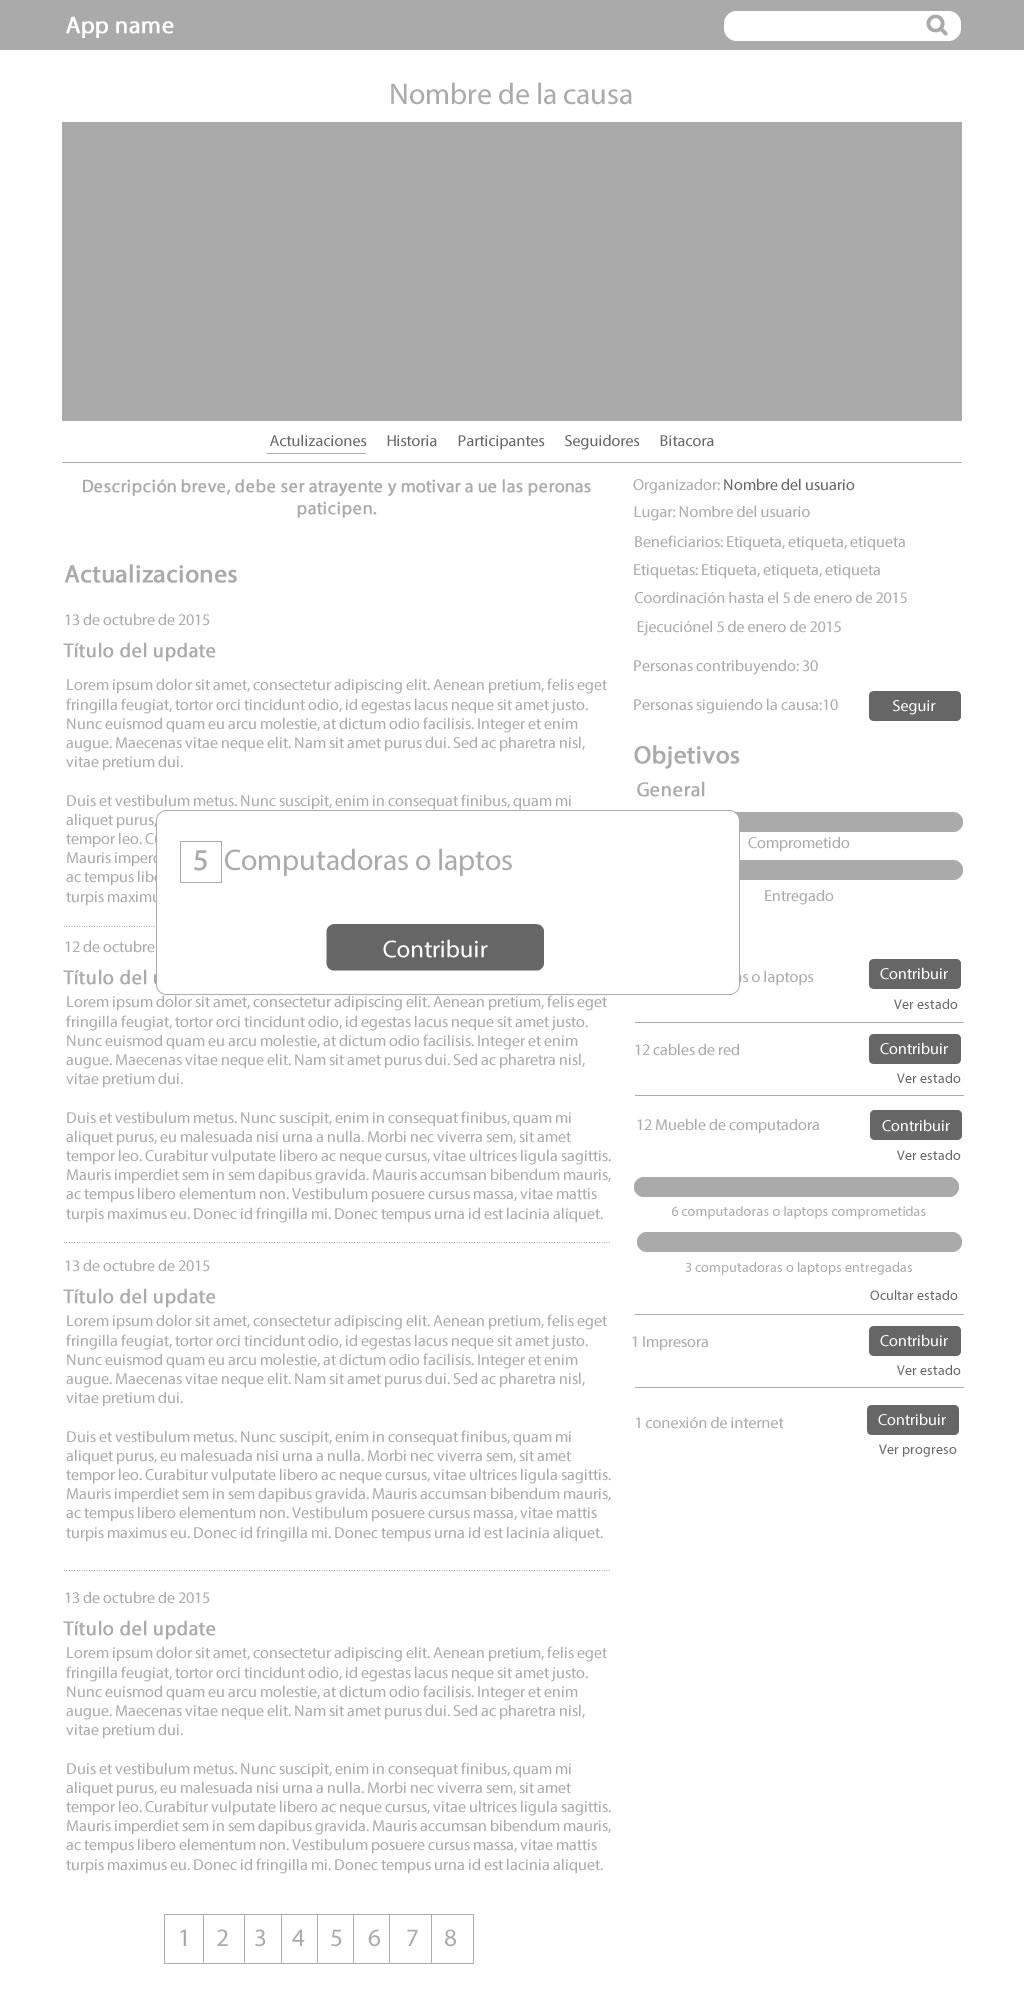 App name
Nombre de la causa
Actulizaciones Historia Participantes Seguidores Bitacora
Descripción breve, debe ser atrayente y motivar a ue las peronas
paticipen.
Actualizaciones
13 de octubre de 2015
Título del update
Lorem ipsum dolor sit amet, consectetur adipiscing elit. Aenean pretium, felis eget
fringilla feugiat, tortor orci tincidunt odio, id egestas lacus neque sit amet justo.
Nunc euismod quam eu arcu molestie, at dictum odio facilisis. Integer et enim
augue. Maecenas vitae neque elit. Nam sit amet purus dui. Sed ac pharetra nisl,
vitae pretium dui.
Duis et vestibulum metus. Nunc suscipit, enim in consequat finibus, quam mi
aliquet purus,
tempor leo.
Mauris
ac tempus
turpis
12 de octubre
Título del
Lorem ipsum dolor sit amet, consectetur adipiscing elit. Aenean pretium, felis eget
fringilla feugiat, tortor orci tincidunt odio, id egestas lacus neque sit amet justo.
Nunc euismod quam eu arcu molestie, at dictum odio facilisis. Integer et enim
augue. Maecenas vitae neque elit. Nam sit amet purus dui. Sed ac pharetra nisl,
vitae pretium dui.
Duis et vestibulum metus. Nunc suscipit, enim in consequat finibus, quam mi
aliquet purus, eu malesuada nisi urna a nulla. Morbi nec viverra sem, sit amet
tempor leo. Curabitur vulputate libero ac neque cursus, vitae ultrices ligula sagittis.
Mauris imperdiet sem in sem dapibus gravida. Mauris accumsan bibendum mauris,
ac tempus libero elementum non. Vestibulum posuere cursus massa, vitae mattis
turpis maximus eu. Donec id fringilla mi. Donec tempus urna id est lacinia aliquet.
13 de octubre de 2015
Título del update
Lorem ipsum dolor sit amet, consectetur adipiscing elit. Aenean pretium, felis eget
fringilla feugiat, tortor orci tincidunt odio, id egestas lacus neque sit amet justo.
Nunc euismod quam eu arcu molestie, at dictum odio facilisis. Integer et enim
augue. Maecenas vitae neque elit. Nam sit amet purus dui. Sed ac pharetra nisl,
vitae pretium dui.
Duis et vestibulum metus. Nunc suscipit, enim in consequat finibus, quam mi
aliquet purus, eu malesuada nisi urna a nulla. Morbi nec viverra sem, sit amet
tempor leo. Curabitur vulputate libero ac neque cursus, vitae ultrices ligula sagittis.
Mauris imperdiet sem in sem dapibus gravida. Mauris accumsan bibendum mauris,
ac tempus libero elementum non. Vestibulum posuere cursus massa, vitae mattis
turpis maximus eu. Donec id fringilla mi. Donec tempus urna id est lacinia aliquet.
13 de octubre de 2015
Título del update
Lorem ipsum dolor sit amet, consectetur adipiscing elit. Aenean pretium, felis eget
fringilla feugiat, tortor orci tincidunt odio, id egestas lacus neque sit amet justo.
Nunc euismod quam eu arcu molestie, at dictum odio facilisis. Integer et enim
augue. Maecenas vitae neque elit. Nam sit amet purus dui. Sed ac pharetra nisl,
vitae pretium dui.
Duis et vestibulum metus. Nunc suscipit, enim in consequat finibus, quam mi
aliquet purus, eu malesuada nisi urna a nulla. Morbi nec viverra sem, sit amet
tempor leo. Curabitur vulputate libero ac neque cursus, vitae ultrices ligula sagittis.
Mauris imperdiet sem in sem dapibus gravida. Mauris accumsan bibendum mauris,
ac tempus libero elementum non. Vestibulum posuere cursus massa, vitae mattis
turpis maximus eu. Donec id fringilla mi. Donec tempus urna id est lacinia aliquet.
1 2 3 4 5 6 7 8
5 Computadoras o laptos
Contribuir
Organizador: Nombre del usuario
Lugar: Nombre del usuario
Beneficiarios: Etiqueta, etiqueta, etiqueta
Etiquetas: Etiqueta, etiqueta, etiqueta
Coordinación hasta el 5 de enero de 2015
Ejecuciónel 5 de enero de 2015
Personas contribuyendo: 30
Personas siguiendo la causa:10 Seguir
Objetivos
General
Comprometido
Entregado
o laptops Contribuir
Ver estado
12 cables de red Contribuir
Ver estado
12 Mueble de computadora Contribuir
Ver estado
6 computadoras o laptops comprometidas
3 computadoras o laptops entregadas
Ocultar estado
1 Impresora Contribuir
Ver estado
1 conexión de internet Contribuir
Ver progreso